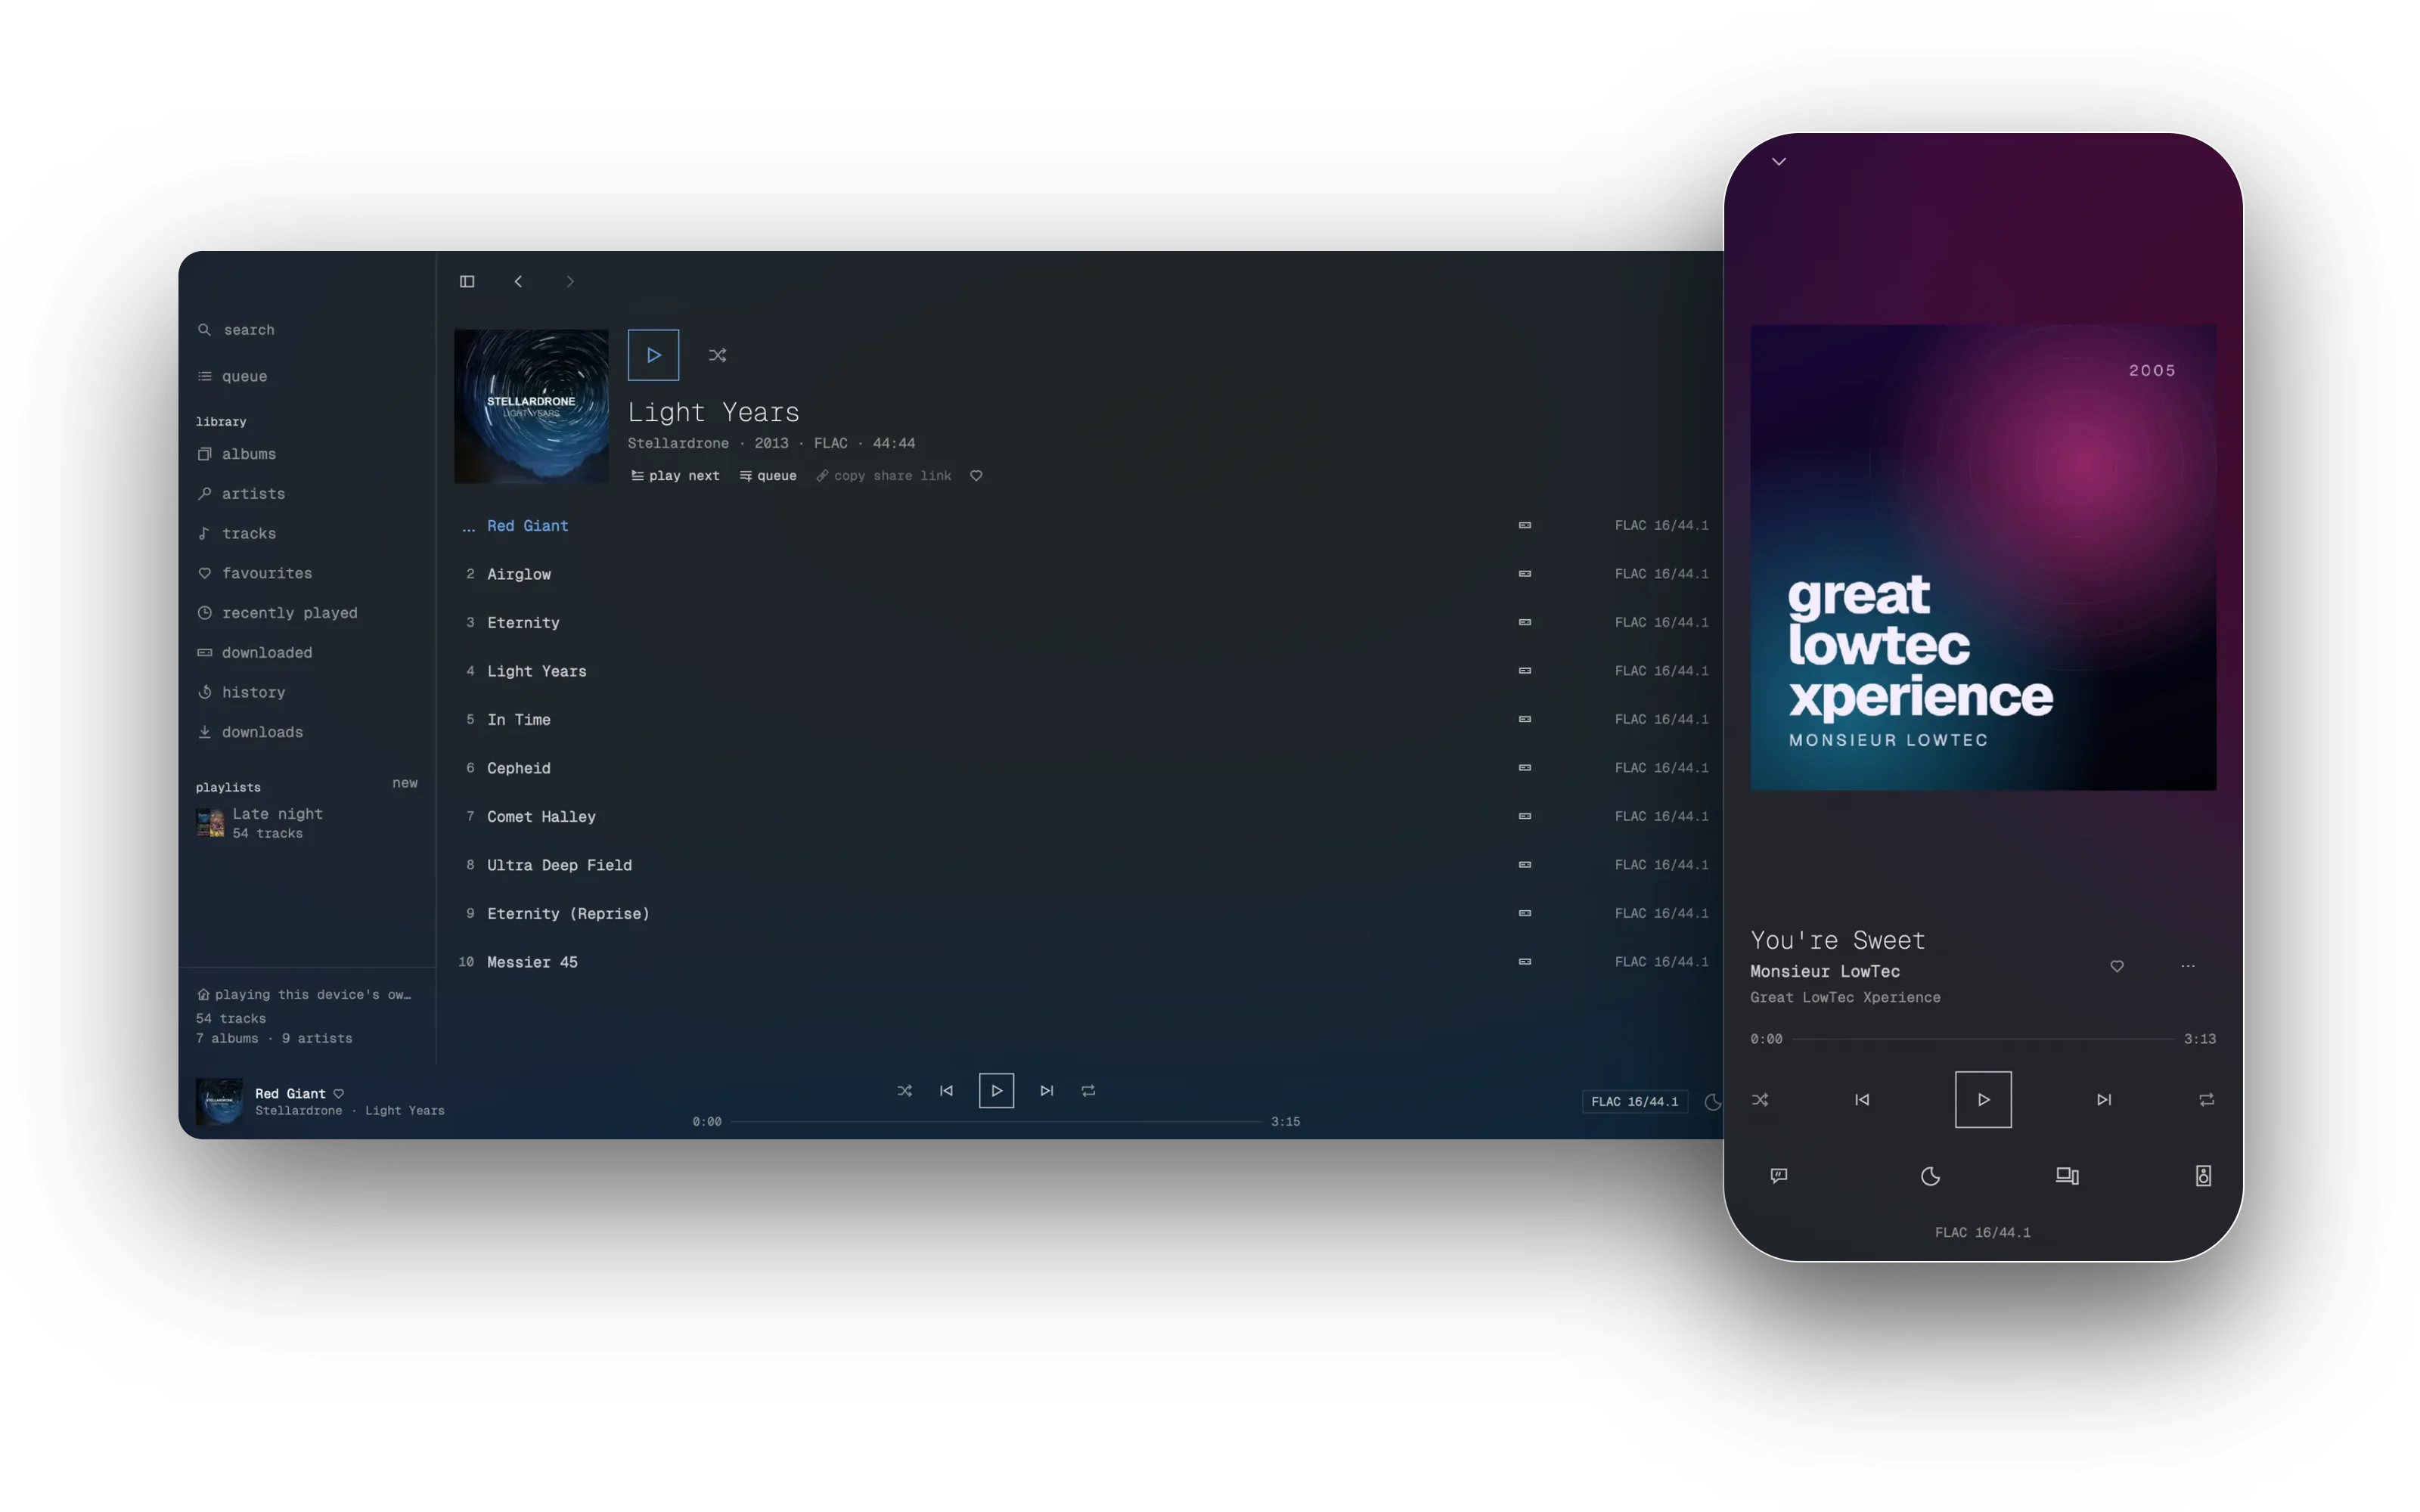 search
queue
library
albums
artists
tracks
favourites
recently played
downloaded
history
downloads
playlists
new
Late night
54 tracks
playing this device's ow…
54 tracks
7 albums · 9 artists
STELLARDRONE
LIGHT YEARS
Light Years
Stellardrone · 2013 · FLAC · 44:44
play next queue copy share link
... Red Giant FLAC 16/44.1
2 Airglow FLAC 16/44.1
3 Eternity FLAC 16/44.1
4 Light Years FLAC 16/44.1
5 In Time FLAC 16/44.1
6 Cepheid FLAC 16/44.1
7 Comet Halley FLAC 16/44.1
8 Ultra Deep Field FLAC 16/44.1
9 Eternity (Reprise) FLAC 16/44.1
10 Messier 45 FLAC 16/44.1
Red Giant
Stellardrone · Light Years
0:00 3:15
FLAC 16/44.1
2005
great
lowtec
xperience
MONSIEUR LOWTEC
You're Sweet
Monsieur LowTec
Great LowTec Xperience
0:00 3:13
FLAC 16/44.1